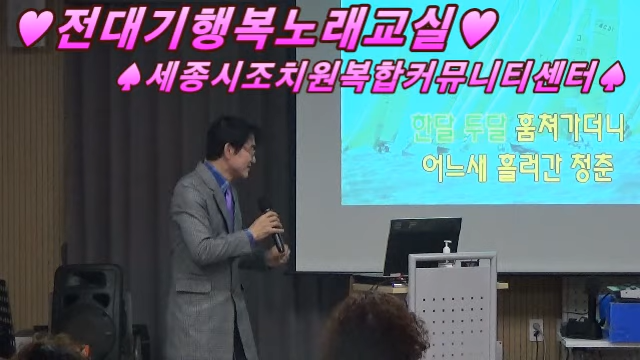 ♥전대기행복노래교실♥
♠세종시조치원복합커뮤니티센터♠
한달 두달 훔쳐가더니
어느새 흘러간 청춘